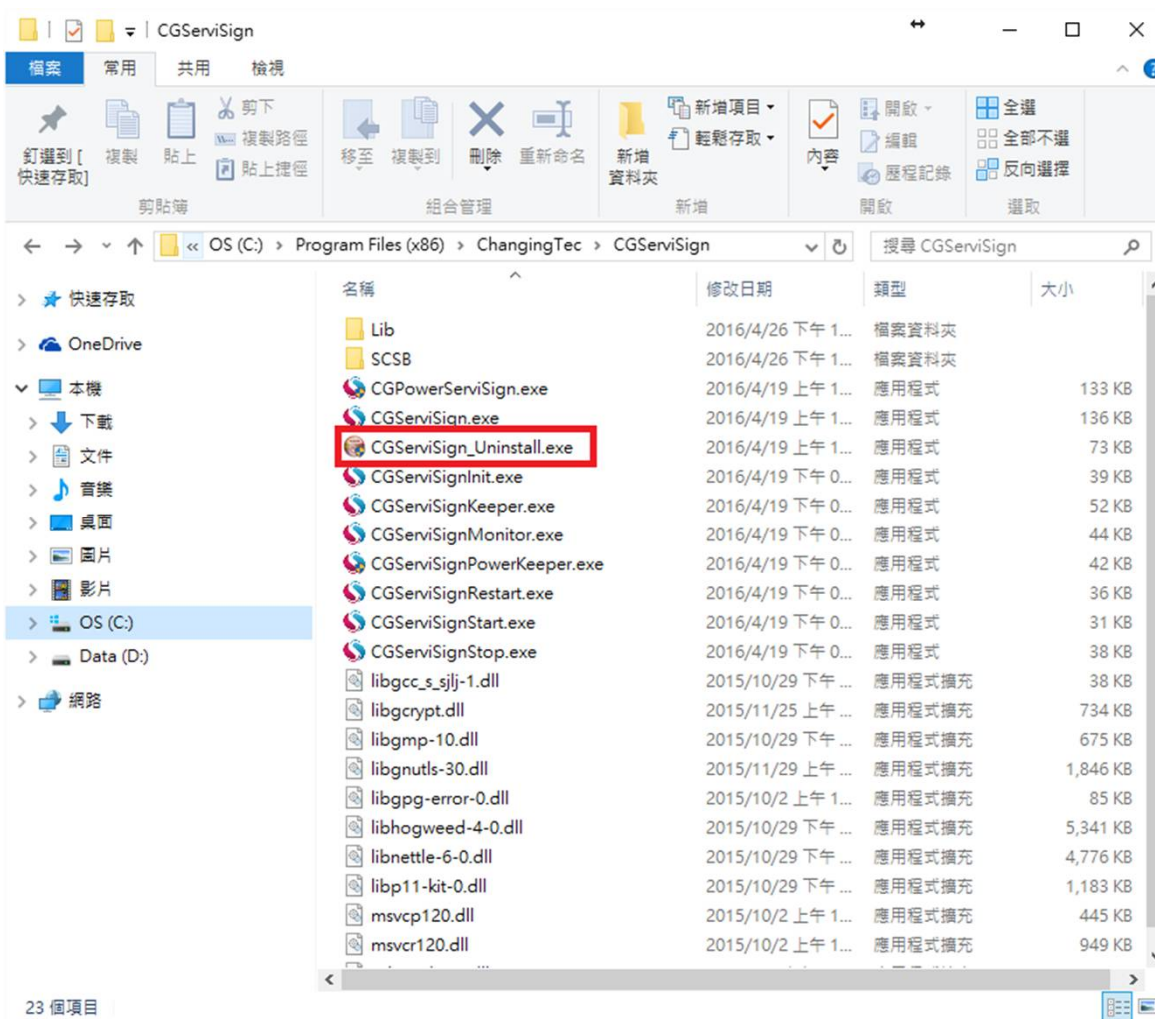 CGServiSign
檔案 常用 共用 檢視
釘選到 [快速存取] 複製 貼上 剪下 複製路徑 貼上捷徑
移至 複製到 刪除 重新命名
新增資料夾 新增項目 輕鬆存取
內容 開啟 編輯 歷程記錄
全選 全部不選 反向選擇
剪貼簿 組合管理 新增 開啟 選取
« OS (C:) › Program Files (x86) › ChangingTec › CGServiSign 搜尋 CGServiSign
名稱 修改日期 類型 大小
快速存取
OneDrive
本機
下載
文件
音樂
桌面
圖片
影片
OS (C:)
Data (D:)
網路
Lib 2016/4/26 下午 1... 檔案資料夾
SCSB 2016/4/26 下午 1... 檔案資料夾
CGPowerServiSign.exe 2016/4/19 上午 1... 應用程式 133 KB
CGServiSign.exe 2016/4/19 上午 1... 應用程式 136 KB
CGServiSign_Uninstall.exe 2016/4/19 上午 1... 應用程式 73 KB
CGServiSignInit.exe 2016/4/19 下午 0... 應用程式 39 KB
CGServiSignKeeper.exe 2016/4/19 下午 0... 應用程式 52 KB
CGServiSignMonitor.exe 2016/4/19 下午 0... 應用程式 44 KB
CGServiSignPowerKeeper.exe 2016/4/19 下午 0... 應用程式 42 KB
CGServiSignRestart.exe 2016/4/19 下午 0... 應用程式 36 KB
CGServiSignStart.exe 2016/4/19 下午 0... 應用程式 31 KB
CGServiSignStop.exe 2016/4/19 下午 0... 應用程式 38 KB
libgcc_s_sjlj-1.dll 2015/10/29 下午 ... 應用程式擴充 38 KB
libgcrypt.dll 2015/11/25 上午 ... 應用程式擴充 734 KB
libgmp-10.dll 2015/10/29 下午 ... 應用程式擴充 675 KB
libgnutls-30.dll 2015/11/29 上午 ... 應用程式擴充 1,846 KB
libgpg-error-0.dll 2015/10/2 上午 1... 應用程式擴充 85 KB
libhogweed-4-0.dll 2015/10/29 下午 ... 應用程式擴充 5,341 KB
libnettle-6-0.dll 2015/10/29 下午 ... 應用程式擴充 4,776 KB
libp11-kit-0.dll 2015/10/29 下午 ... 應用程式擴充 1,183 KB
msvcp120.dll 2015/10/2 上午 1... 應用程式擴充 445 KB
msvcr120.dll 2015/10/2 上午 1... 應用程式擴充 949 KB
23 個項目